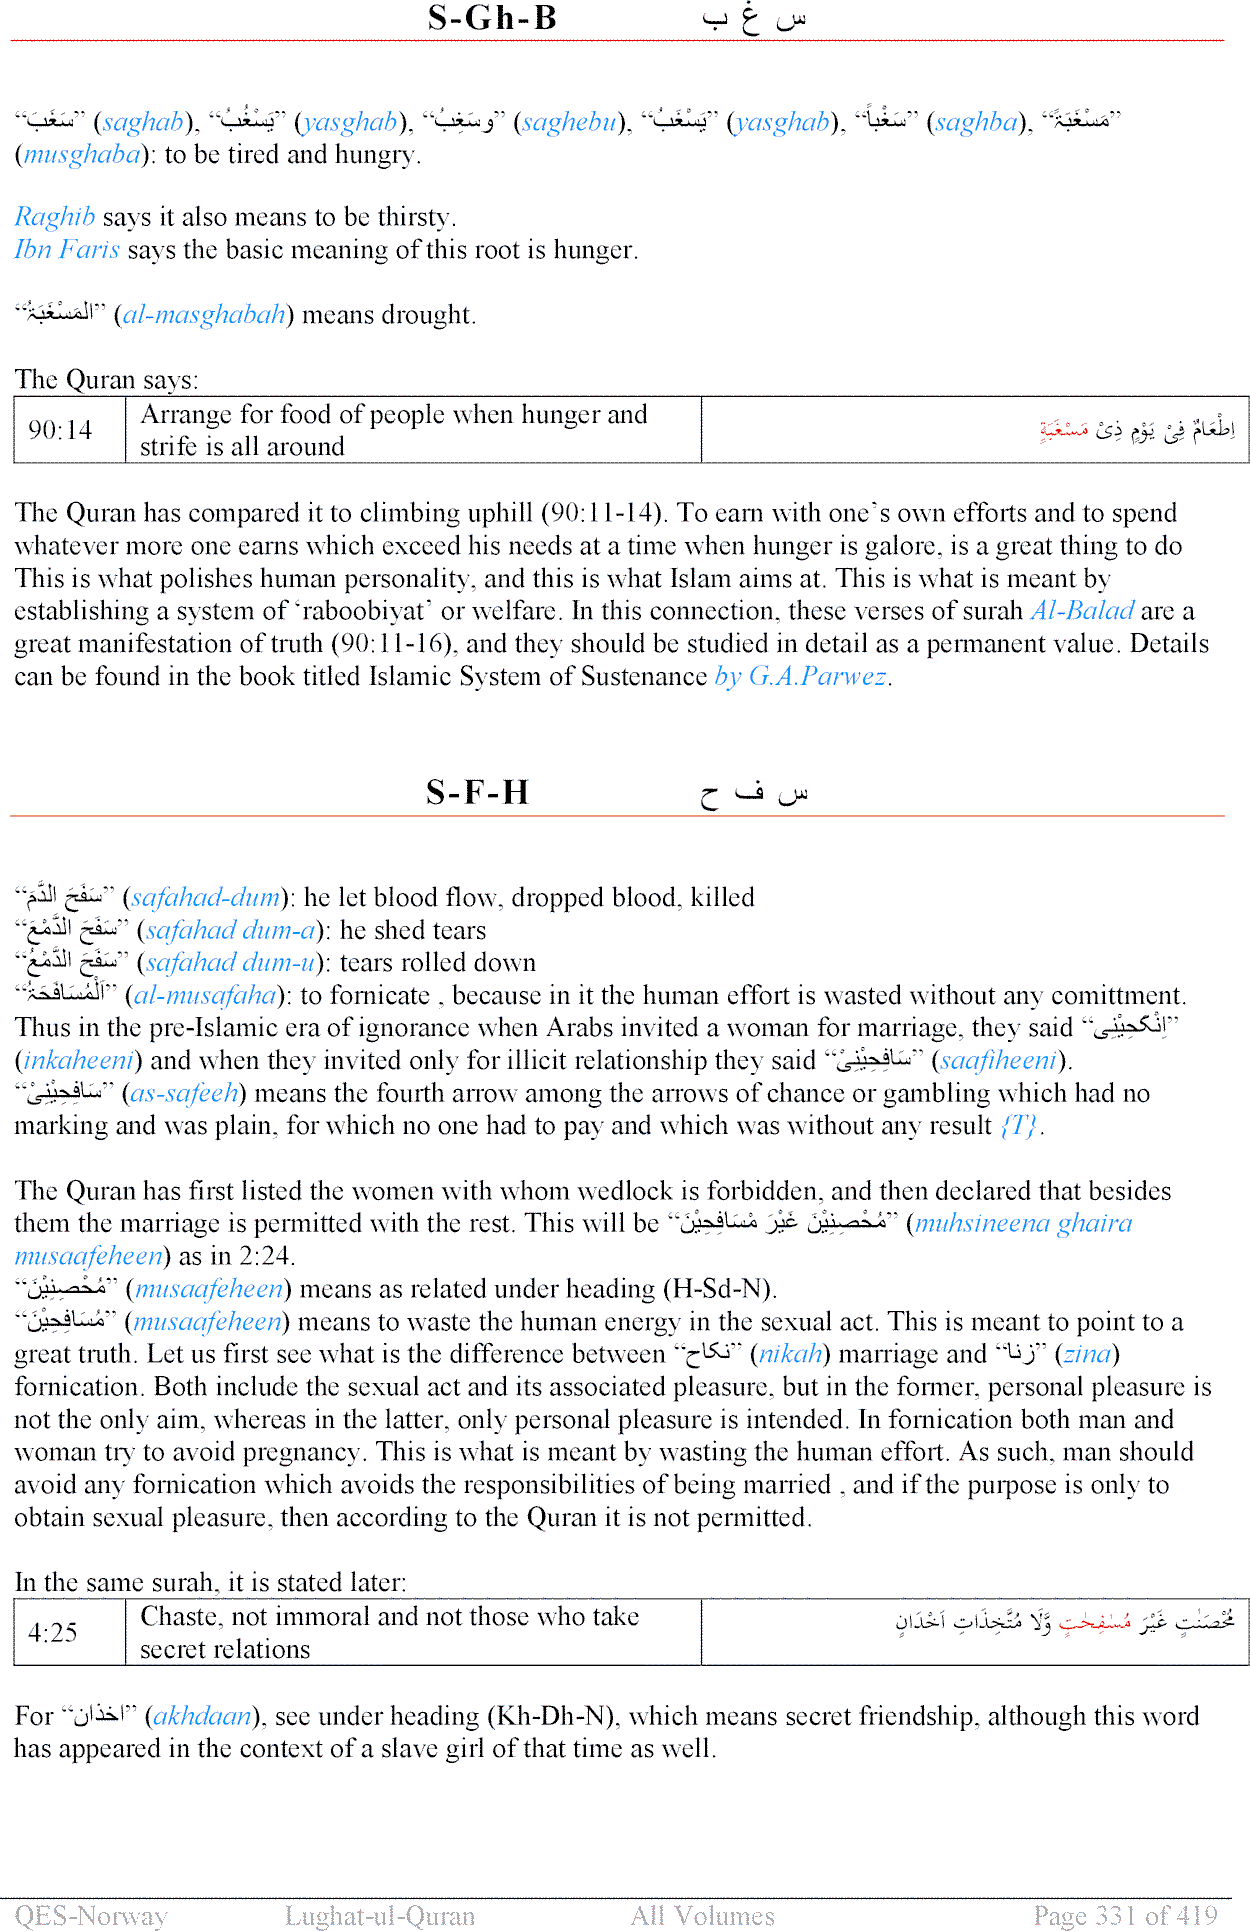 S-Gh-B س غ ب
“سَغَبَ” (saghab), “يَسْغُبُ” (yasghab), “وسَغِبُ” (saghebu), “يَسْغَبُ” (yasghab), “سَغْباً” (saghba), “مَسْغَبَةً”
(musghaba): to be tired and hungry.
Raghib says it also means to be thirsty.
Ibn Faris says the basic meaning of this root is hunger.
“المَسْغَبَۃُ” (al-masghabah) means drought.
The Quran says:
90:14 Arrange for food of people when hunger and اِطْعَامٌ فِیْ یَوْمٍ ذِیْ مَسْغَبَةٍ
strife is all around
The Quran has compared it to climbing uphill (90:11-14). To earn with one’s own efforts and to spend
whatever more one earns which exceed his needs at a time when hunger is galore, is a great thing to do
This is what polishes human personality, and this is what Islam aims at. This is what is meant by
establishing a system of ‘raboobiyat’ or welfare. In this connection, these verses of surah Al-Balad are a
great manifestation of truth (90:11-16), and they should be studied in detail as a permanent value. Details
can be found in the book titled Islamic System of Sustenance by G.A.Parwez.
S-F-H س ف ح
“سَفَحَ الدَّمَ” (safahad-dum): he let blood flow, dropped blood, killed
“سَفَحَ الدَّمْعَ” (safahad dum-a): he shed tears
“سَفَحَ الدَّمْعُ” (safahad dum-u): tears rolled down
“اَلْمُسَافَحَۃُ” (al-musafaha): to fornicate , because in it the human effort is wasted without any comittment.
Thus in the pre-Islamic era of ignorance when Arabs invited a woman for marriage, they said “اِنْكَحِيْنِى”
(inkaheeni) and when they invited only for illicit relationship they said “سَافِحِيْنِىْ” (saafiheeni).
“سَافِحِيْنِىْ” (as-safeeh) means the fourth arrow among the arrows of chance or gambling which had no
marking and was plain, for which no one had to pay and which was without any result {T}.
The Quran has first listed the women with whom wedlock is forbidden, and then declared that besides
them the marriage is permitted with the rest. This will be “مُحْصِنِيْنَ غَيْرَ مْسَافِحِيْنَ” (muhsineena ghaira
musaafeheen) as in 2:24.
“مُحْصِنِيْنَ” (musaafeheen) means as related under heading (H-Sd-N).
“مُسَافِحِيْنَ” (musaafeheen) means to waste the human energy in the sexual act. This is meant to point to a
great truth. Let us first see what is the difference between “نكاح” (nikah) marriage and “زنا” (zina)
fornication. Both include the sexual act and its associated pleasure, but in the former, personal pleasure is
not the only aim, whereas in the latter, only personal pleasure is intended. In fornication both man and
woman try to avoid pregnancy. This is what is meant by wasting the human effort. As such, man should
avoid any fornication which avoids the responsibilities of being married , and if the purpose is only to
obtain sexual pleasure, then according to the Quran it is not permitted.
In the same surah, it is stated later:
4:25 Chaste, not immoral and not those who take مُحْصَنٰتٍ غَیْرَ مُسٰفِحٰتٍ وَّلَا مُتَّخِذَاتِ اَخْدَانٍ
secret relations
For “اخذان” (akhdaan), see under heading (Kh-Dh-N), which means secret friendship, although this word
has appeared in the context of a slave girl of that time as well.
QES-Norway Lughat-ul-Quran All Volumes Page 331 of 419